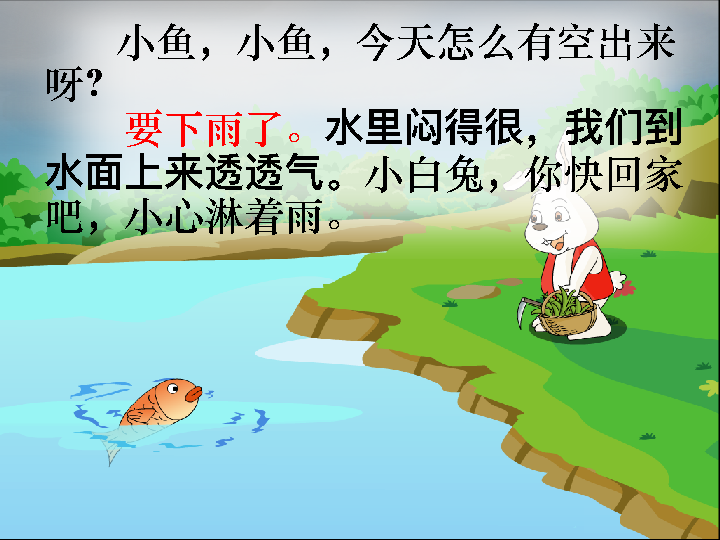 小鱼，小鱼，今天怎么有空出来
呀？
要下雨了。水里闷得很，我们到
水面上来透透气。小白兔，你快回家
吧，小心淋着雨。